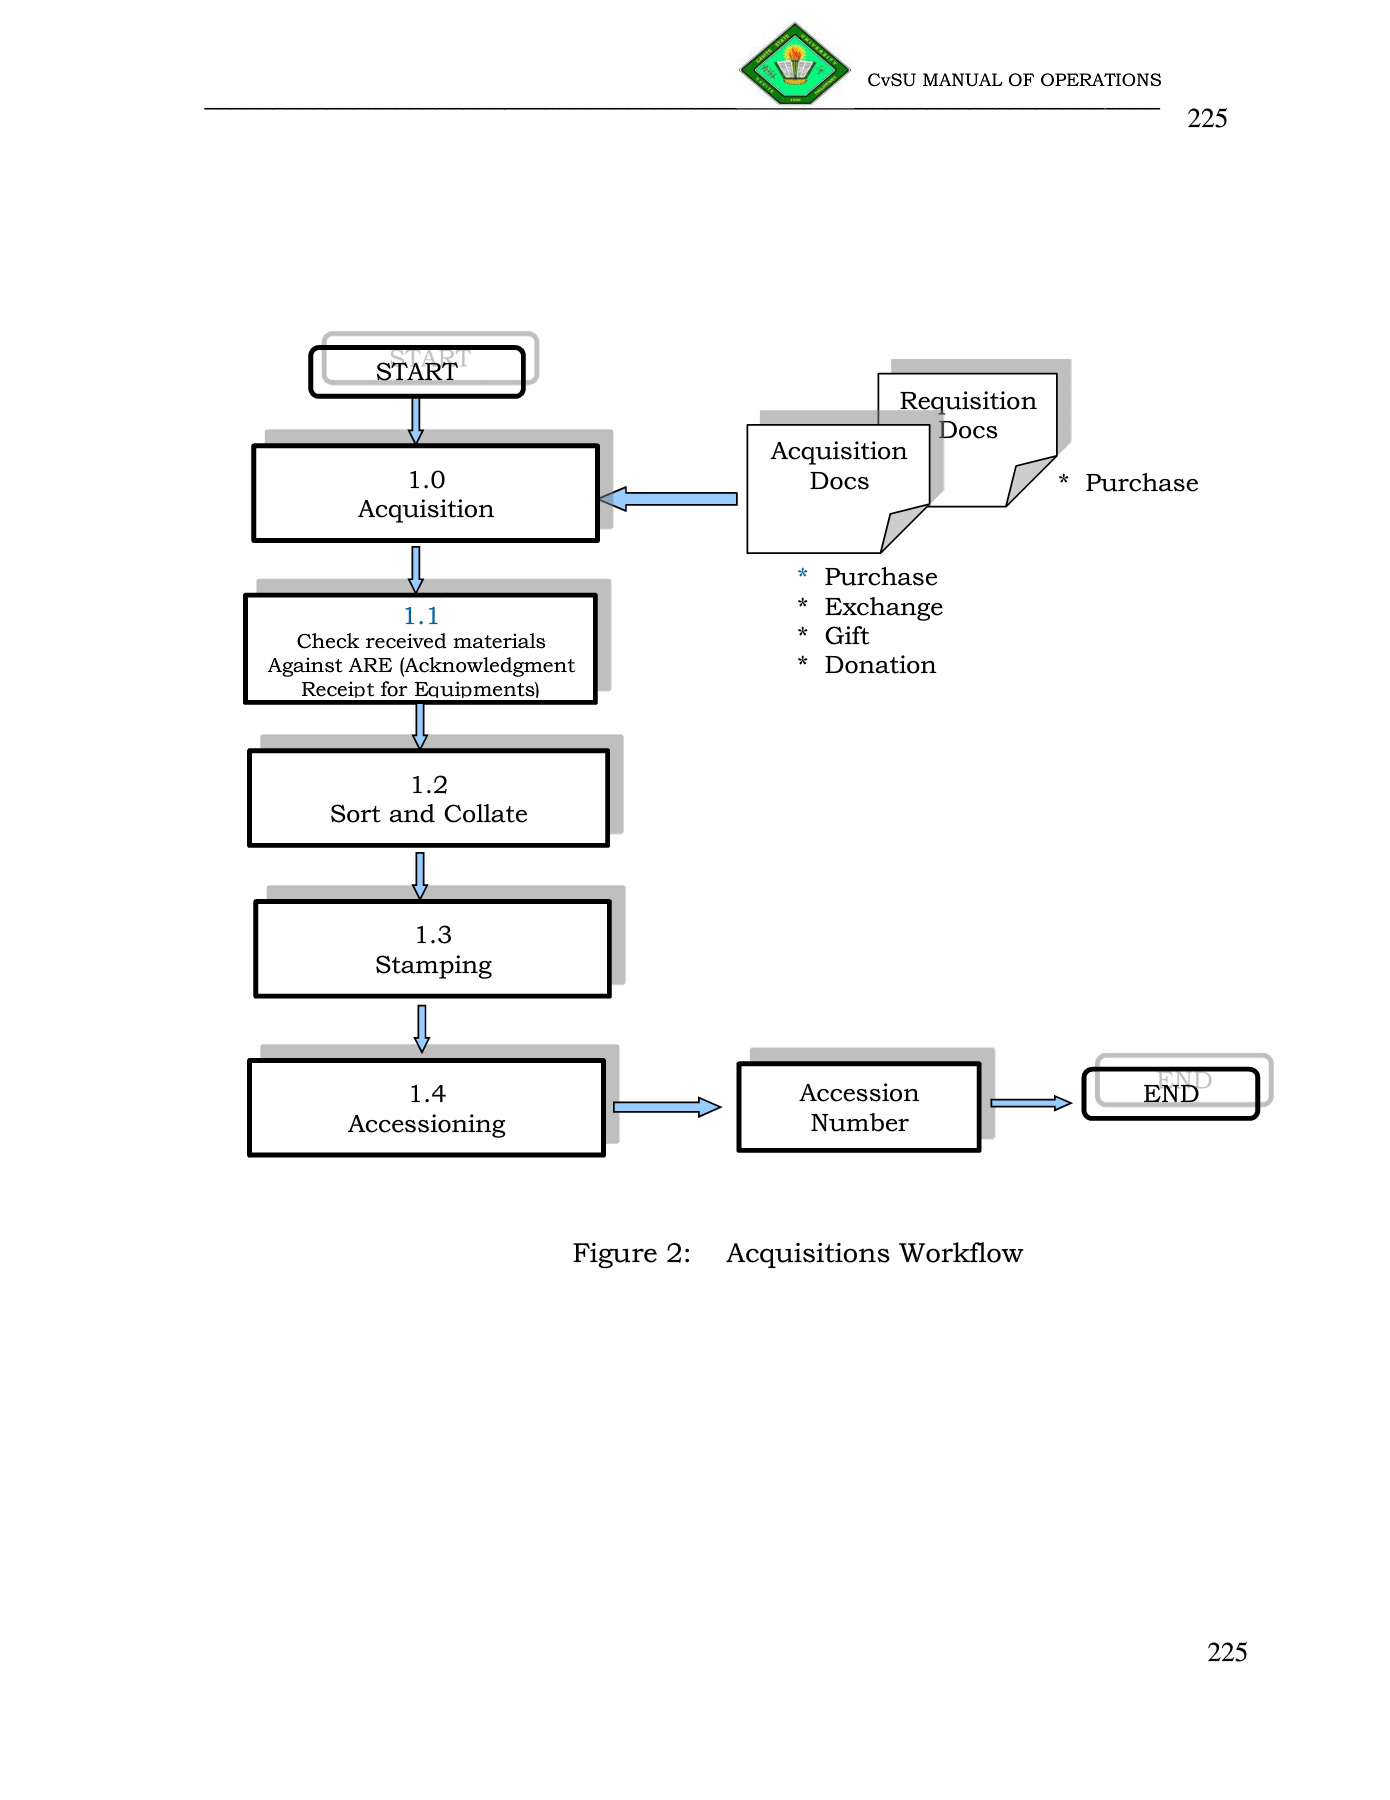 CvSU MANUAL OF OPERATIONS
225
START
1.0
Acquisition
Requisition
Docs
Acquisition
Docs
* Purchase
* Purchase
* Exchange
* Gift
* Donation
1.1
Check received materials
Against ARE (Acknowledgment
Receipt for Equipments)
1.2
Sort and Collate
1.3
Stamping
1.4
Accessioning
Accession
Number
END
Figure 2: Acquisitions Workflow
225